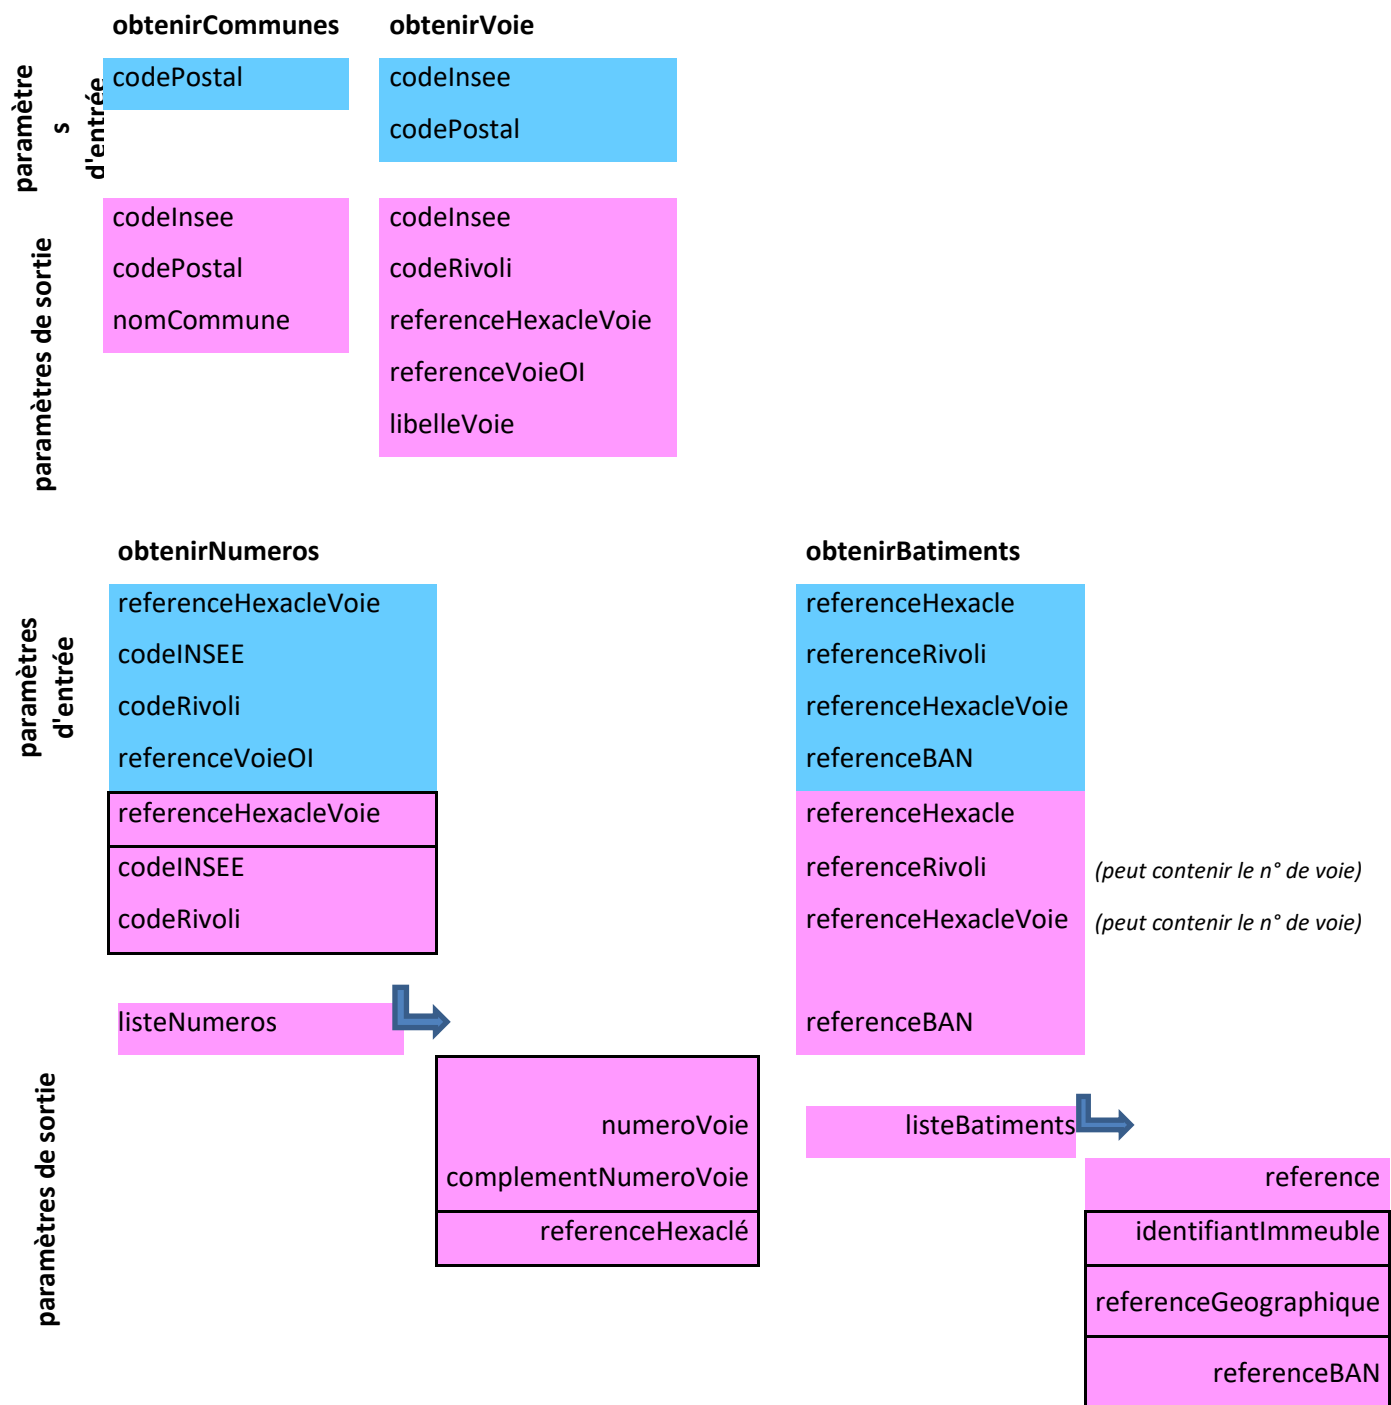 obtenirCommunes
obtenirVoie
paramètre
s
d'entrée
codePostal
codeInsee
codePostal
paramètres de sortie
codeInsee
codePostal
nomCommune
codeInsee
codeRivoli
referenceHexacleVoie
referenceVoieOI
libelleVoie
obtenirNumeros
obtenirBatiments
paramètres
d'entrée
referenceHexacleVoie
codeINSEE
codeRivoli
referenceVoieOI
referenceHexacle
referenceRivoli
referenceHexacleVoie
referenceBAN
paramètres de sortie
referenceHexacleVoie
codeINSEE
codeRivoli
listeNumeros
numeroVoie
complementNumeroVoie
referenceHexaclé
referenceHexacle
referenceRivoli (peut contenir le n° de voie)
referenceHexacleVoie (peut contenir le n° de voie)
referenceBAN
listeBatiments
reference
identifiantImmeuble
referenceGeographique
referenceBAN